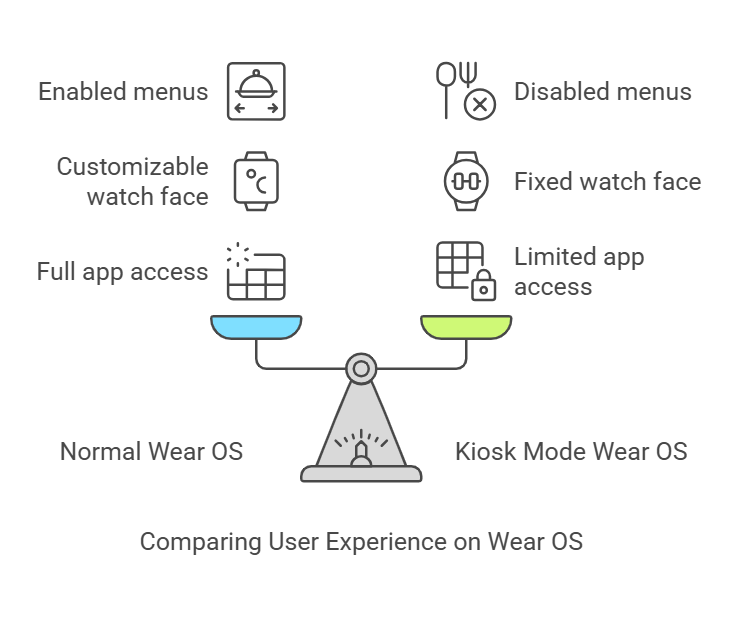 Enabled menus
Disabled menus
Customizable
watch face
Fixed watch face
Full app access
Limited app
access
Normal Wear OS
Kiosk Mode Wear OS
Comparing User Experience on Wear OS